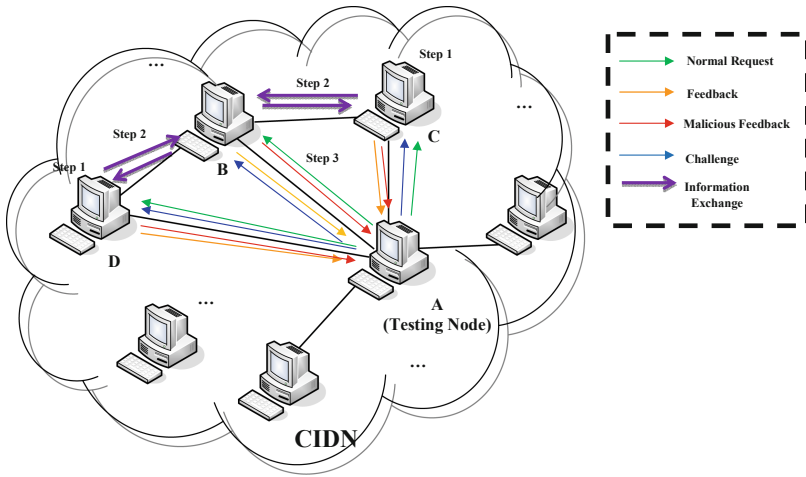 ...
Step 1
Step 2
...
Step 2
C
Step 1
B
Step 3
D
A
(Testing Node)
...
...
CIDN
Normal Request
Feedback
Malicious Feedback
Challenge
Information
Exchange